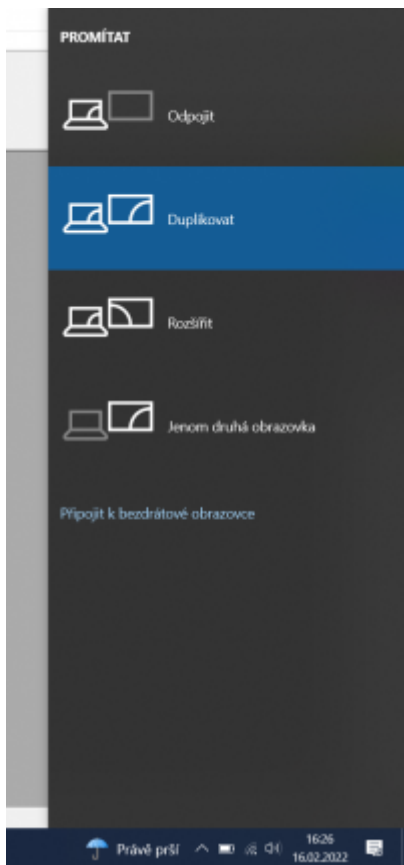 PROMÍTAT
Odpojit
Duplikovat
Rozšířit
Jenom druhá obrazovka
Připojit k bezdrátové obrazovce
Právě prší
16:26
16.02.2022